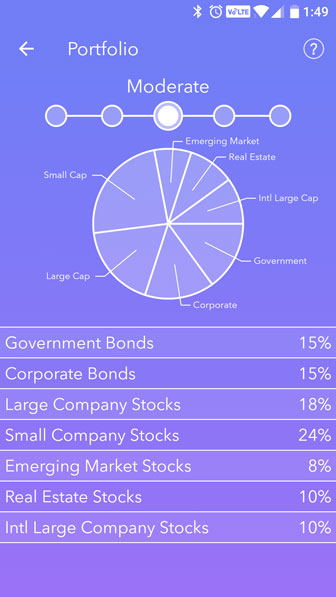 VoLTE 1:49
Portfolio ?
Moderate
Emerging Market
Real Estate
Small Cap
Intl Large Cap
Government
Large Cap
Corporate
Government Bonds 15%
Corporate Bonds 15%
Large Company Stocks 18%
Small Company Stocks 24%
Emerging Market Stocks 8%
Real Estate Stocks 10%
Intl Large Company Stocks 10%